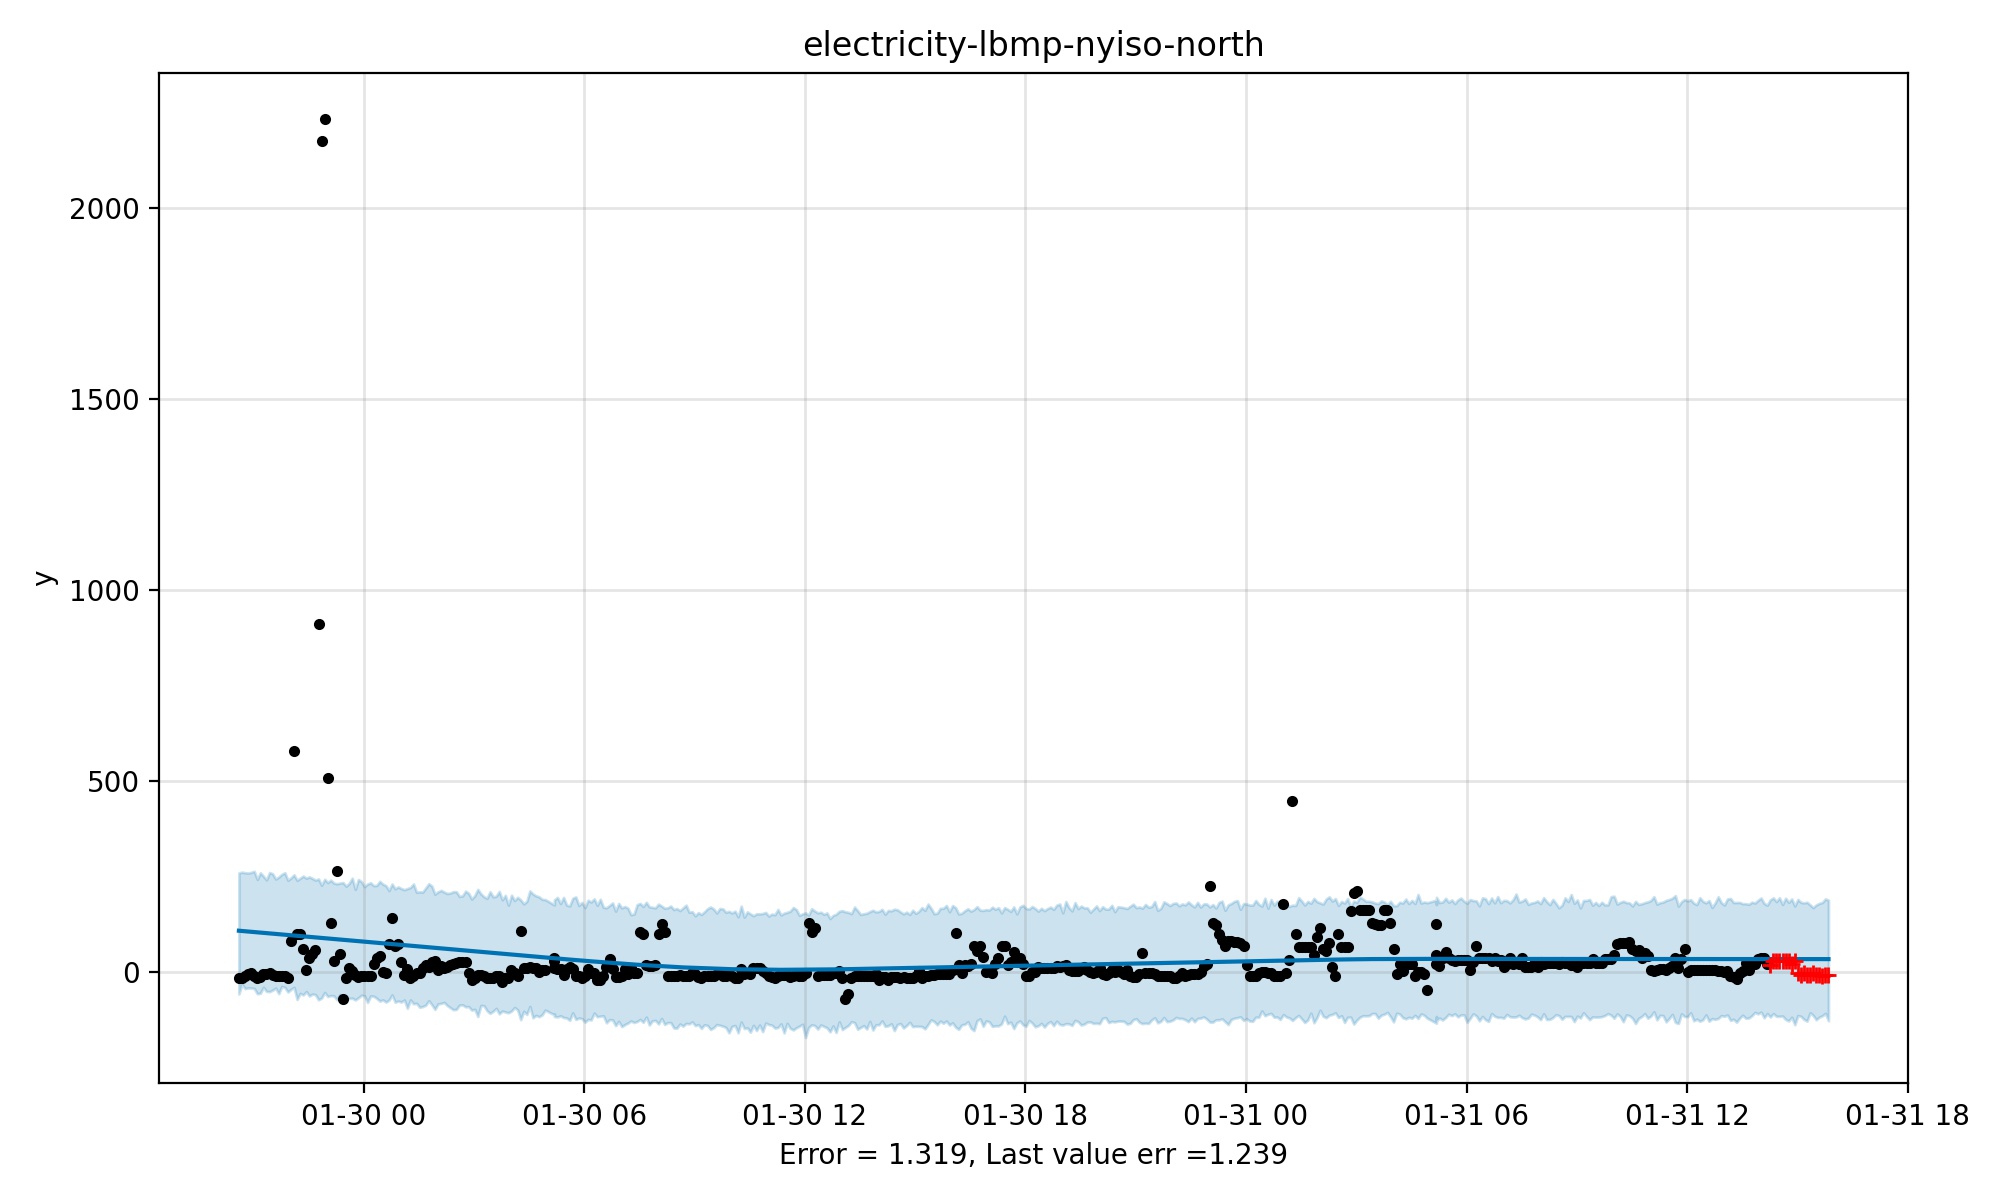 electricity-lbmp-nyiso-north
y
2000
1500
1000
500
0
01-30 00 01-30 06 01-30 12 01-30 18 01-31 00 01-31 06 01-31 12 01-31 18
Error = 1.319, Last value err =1.239